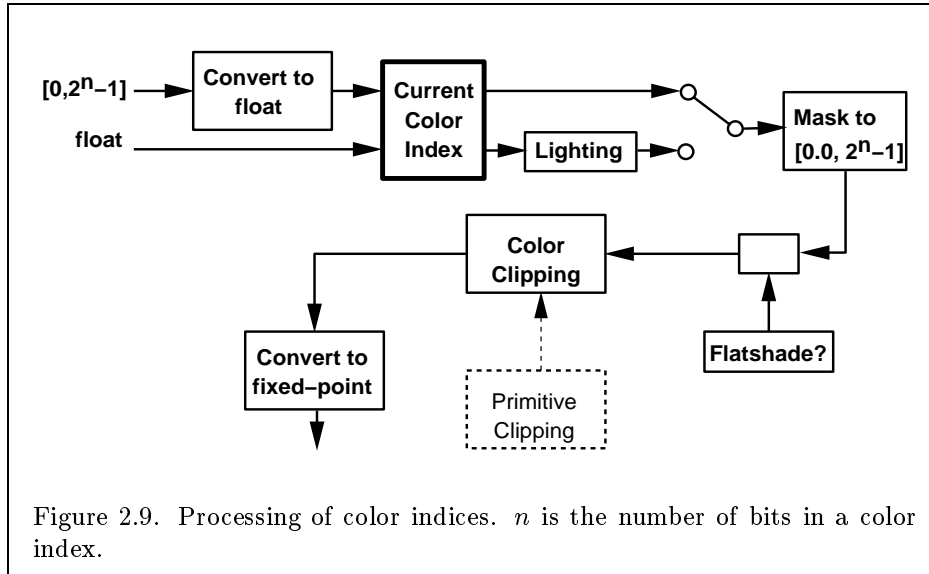 [0,2n–1]
Convert to
float
float
Current
Color
Index
Lighting
Mask to
[0.0, 2n–1]
Color
Clipping
Flatshade?
Convert to
fixed–point
Primitive
Clipping
Figure 2.9. Processing of color indices. n is the number of bits in a color
index.